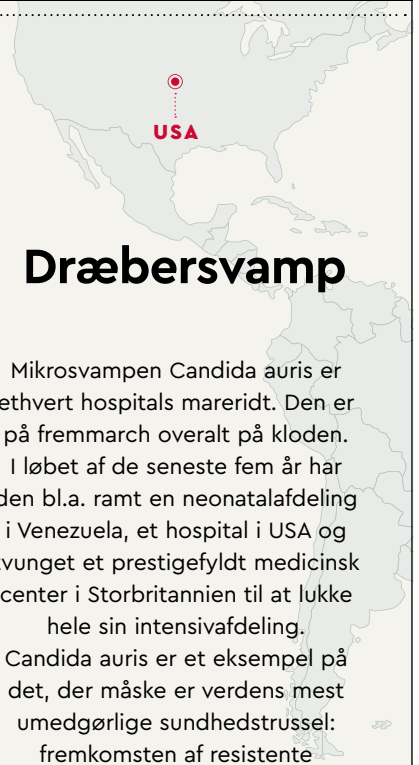 USA
Dræbersvamp
Mikrosvampen Candida auris er
ethvert hospitals mareridt. Den er
på fremmarch overalt på kloden.
I løbet af de seneste fem år har
den bl.a. ramt en neonatalafdeling
i Venezuela, et hospital i USA og
tvunget et prestigefyldt medicinsk
center i Storbritannien til at lukke
hele sin intensivafdeling.
Candida auris er et eksempel på
det, der måske er verdens mest
umedgørlige sundhedstrussel:
fremkomsten af resistente